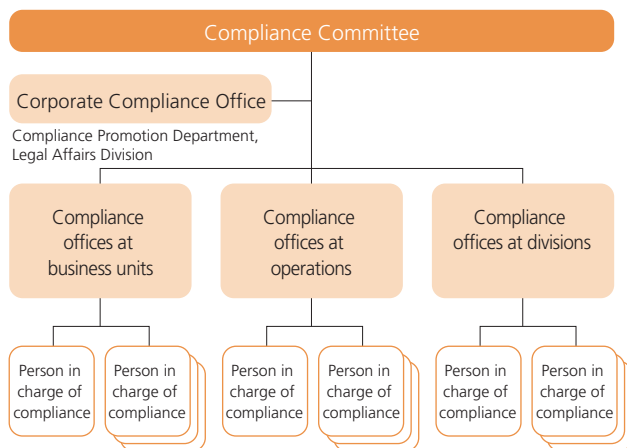 Compliance Committee
Corporate Compliance Office
Compliance Promotion Department,
Legal Affairs Division
Compliance
offices at
business units
Compliance
offices at
operations
Compliance
offices at divisions
Person in
charge of
compliance
Person in
charge of
compliance
Person in
charge of
compliance
Person in
charge of
compliance
Person in
charge of
compliance
Person in
charge of
compliance